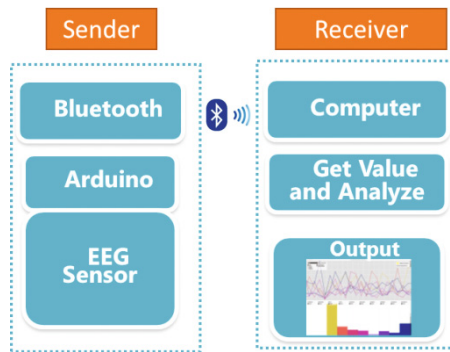 Sender
Receiver
Bluetooth
Arduino
EEG
Sensor
Computer
Get Value
and Analyze
Output